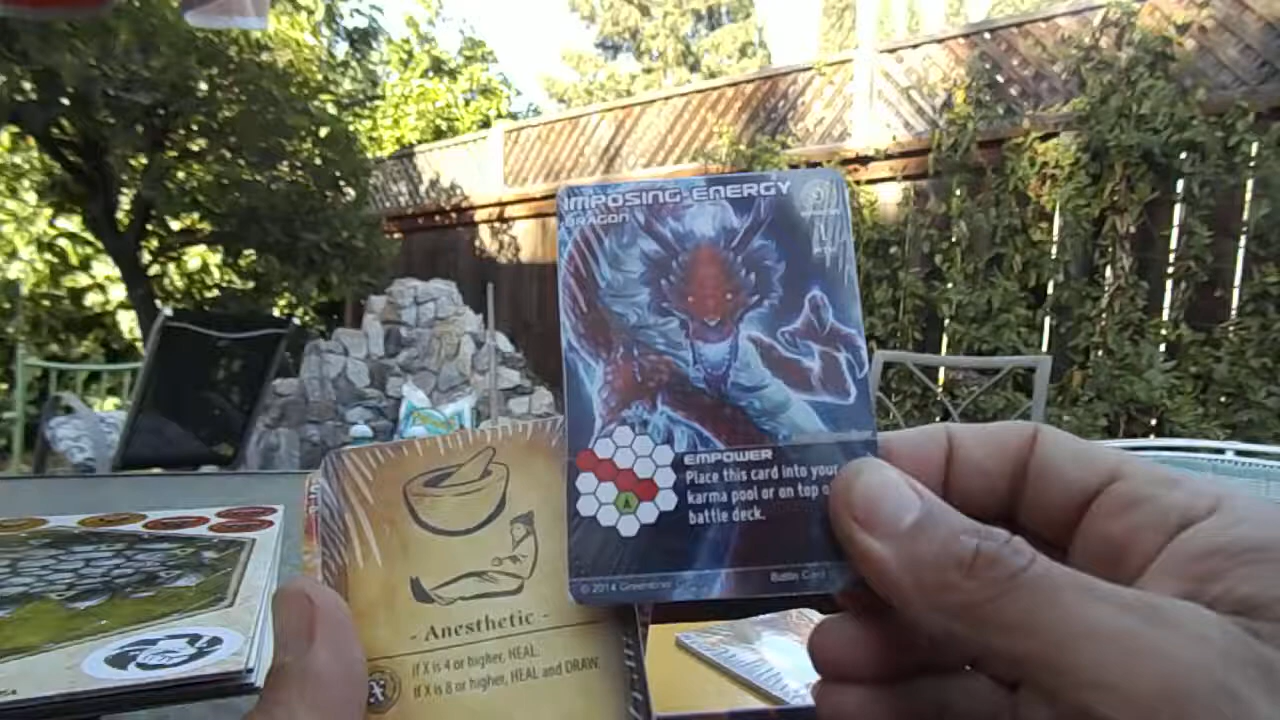 IMPOSING ENERGY
DRAGON
1
EMPOWER
Place this card into your
karma pool or on top o
battle deck.
© 2014 Greenbrier
Battle Card
- Anesthetic -
X
If X is 4 or higher, HEAL.
If X is 8 or higher, HEAL and DRAW.
A